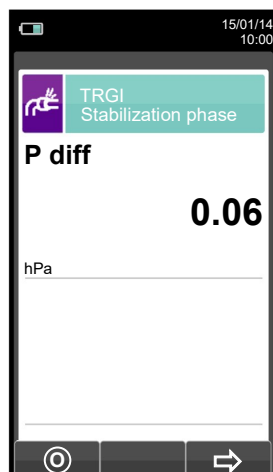 15/01/14
10:00
TRGI
Stabilization phase
P diff
0.06
hPa